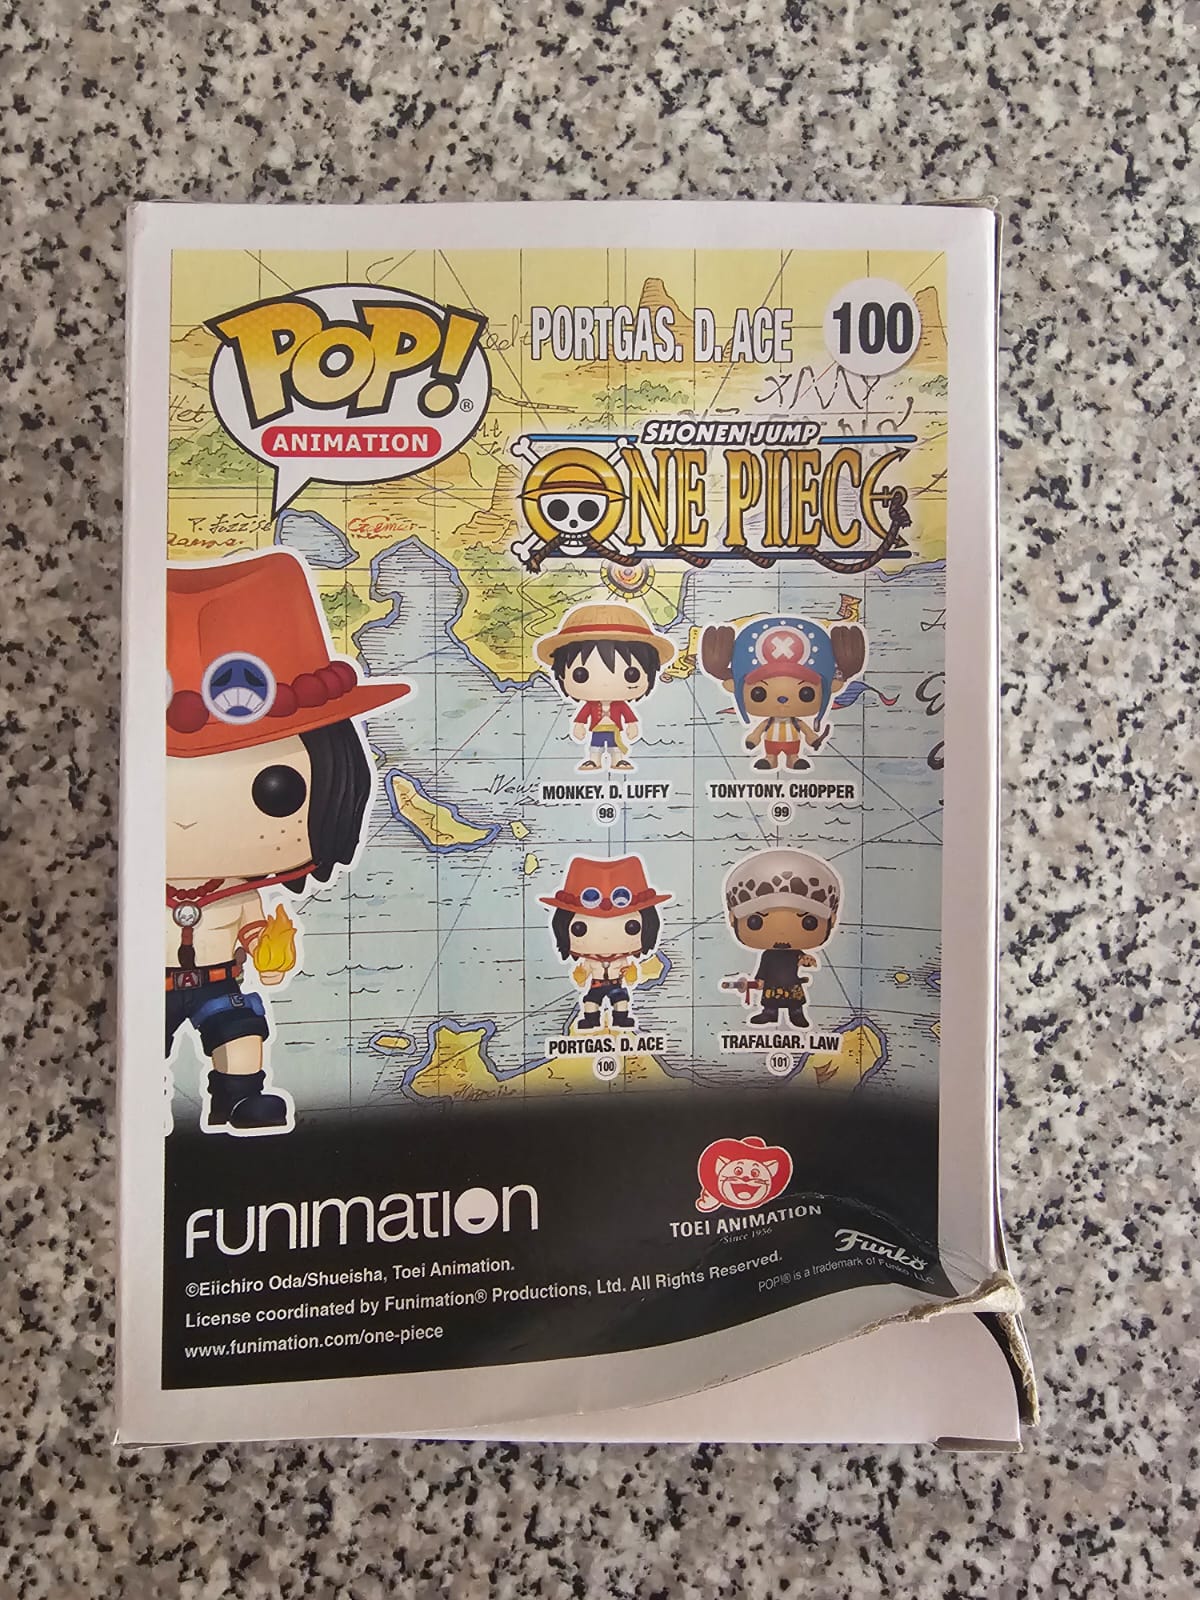 POP!®
ANIMATION
PORTGAS. D. ACE 100
SHONEN JUMP
ONE PIECE
MONKEY. D. LUFFY
98
TONYTONY. CHOPPER
99
PORTGAS. D. ACE
100
TRAFALGAR. LAW
101
FUNIMATION
TOEI ANIMATION
Since 1956
Funko
©Eiichiro Oda/Shueisha, Toei Animation.
License coordinated by Funimation® Productions, Ltd. All Rights Reserved.
www.funimation.com/one-piece
POP!® is a trademark of Funko, LLC